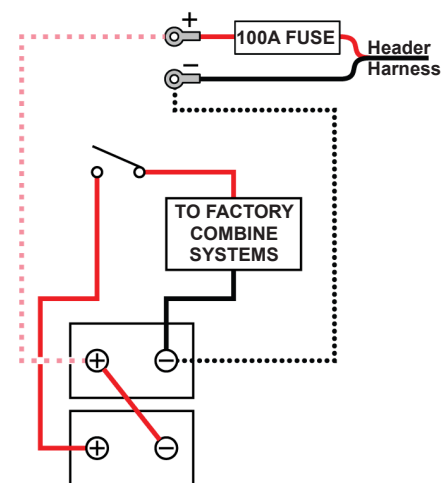 +
100A FUSE
Header
Harness
−
TO FACTORY
COMBINE
SYSTEMS
+ −
+ −